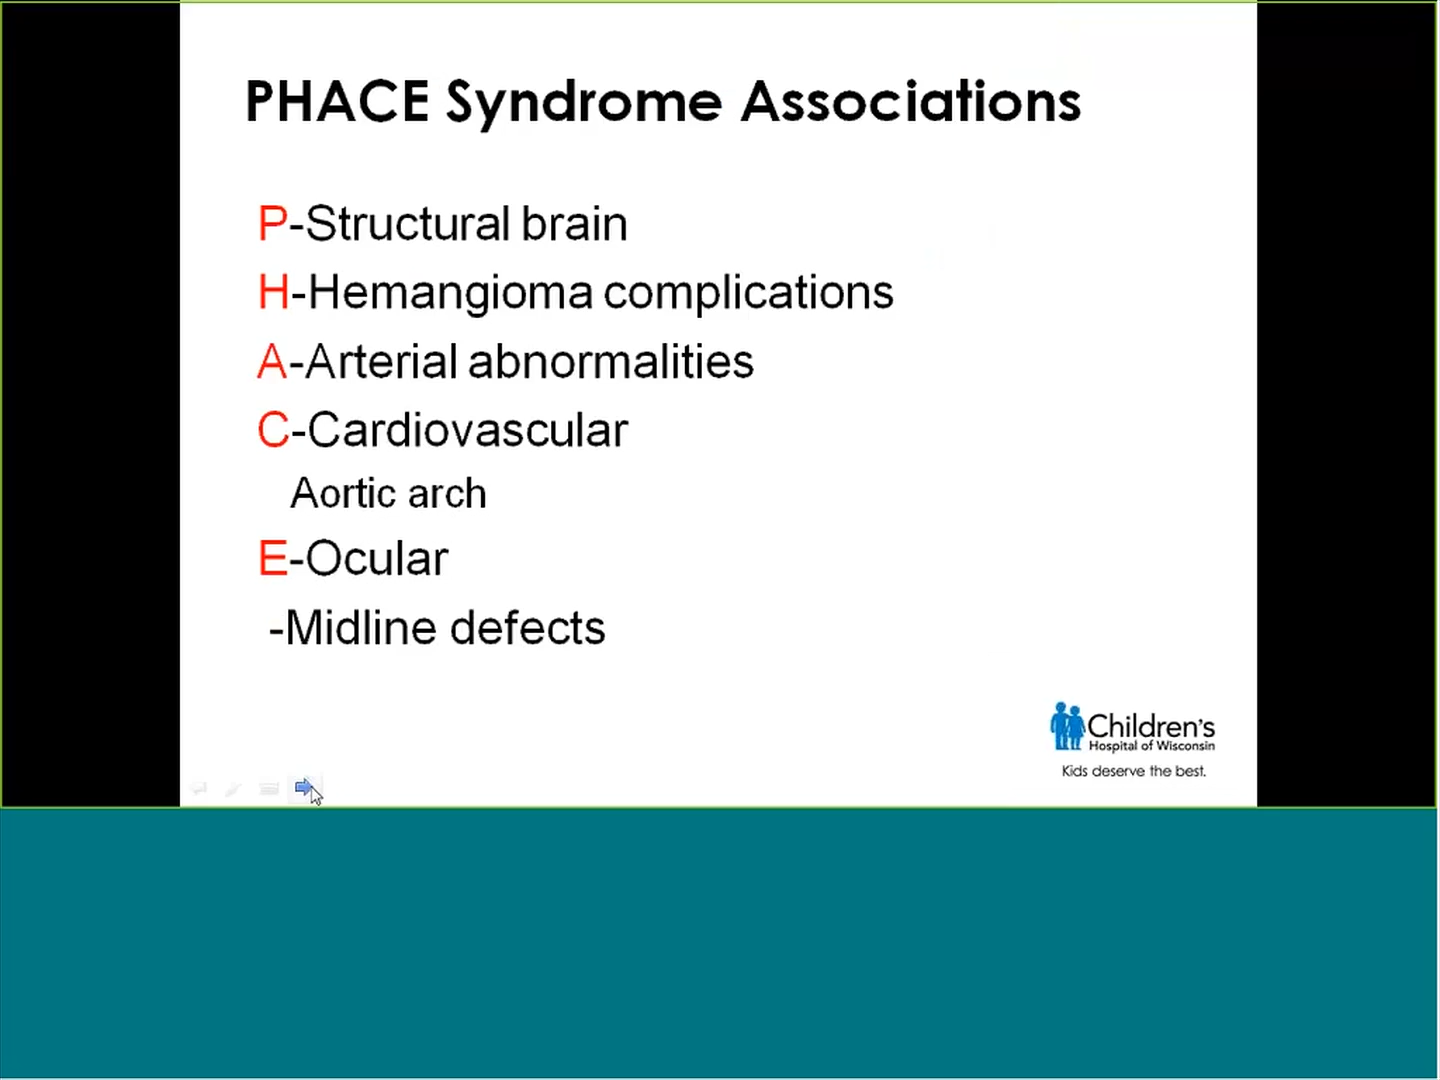 PHACE Syndrome Associations
P-Structural brain
H-Hemangioma complications
A-Arterial abnormalities
C-Cardiovascular
Aortic arch
E-Ocular
-Midline defects
Children's
Hospital of Wisconsin
Kids deserve the best.